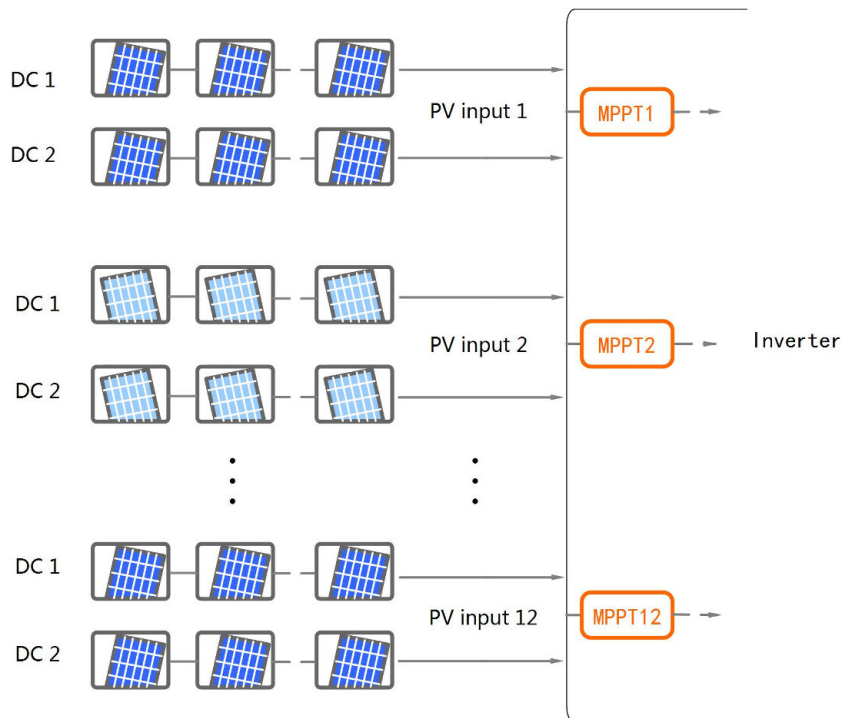 DC 1
PV input 1
MPPT1
DC 2
DC 1
PV input 2
MPPT2
Inverter
DC 2
DC 1
PV input 12
MPPT12
DC 2